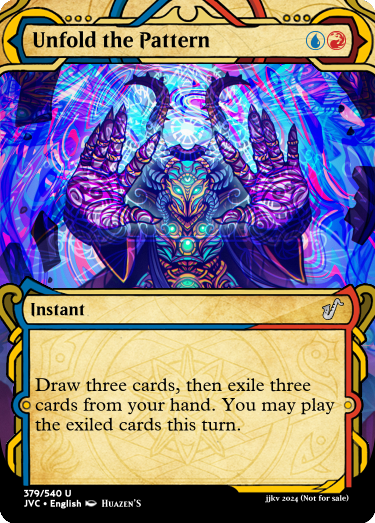 Unfold the Pattern
Instant
Draw three cards, then exile three
cards from your hand. You may play
the exiled cards this turn.
379/540 U
JVC • English HUAZEN'S
jjkv 2024 (Not for sale)